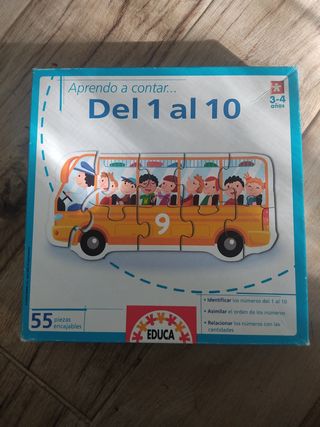 Aprendo a contar...
Del 1 al 10
3-4
años
9
55 piezas
encajables
EDUCA
• Identificar los números del 1 al 10
• Asimilar el orden de los números
• Relacionar los números con las
cantidades